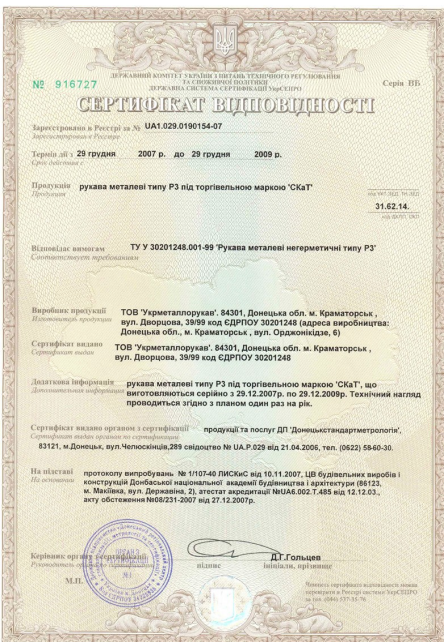 ДЕРЖАВНИЙ КОМІТЕТ УКРАЇНИ З ПИТАНЬ ТЕХНІЧНОГО РЕГУЛЮВАННЯ
ТА СПОЖИВЧОЇ ПОЛІТИКИ
ДЕРЖАВНА СИСТЕМА СЕРТИФІКАЦІЇ УкрСЕПРО
№ 916727
Серія ВБ
СЕРТИФІКАТ ВІДПОВІДНОСТІ
Зареєстровано в Реєстрі за № UA1.029.0190154-07
Зарегистрирован в Реестре
Термін дії з 29 грудня 2007 р. до 29 грудня 2009 р.
Срок действия с
Продукція рукава металеві типу Р3 під торгівельною маркою 'СКаТ'
Продукция
31.62.14.
Відповідає вимогам ТУ У 30201248.001-99 'Рукава металеві негерметичні типу Р3'
Соответствует требованиям
Виробник продукції ТОВ 'Укрметаллорукав'. 84301, Донецька обл. м. Краматорськ ,
Изготовитель продукции вул. Дворцова, 39/99 код ЄДРПОУ 30201248 (адреса виробництва:
Донецька обл., м. Краматорськ , вул. Орджонікідзе, 6)
Сертифікат видано ТОВ 'Укрметаллорукав'. 84301, Донецька обл. м. Краматорськ ,
Сертификат выдан вул. Дворцова, 39/99 код ЄДРПОУ 30201248
Додаткова інформація рукава металеві типу Р3 під торгівельною маркою 'СКаТ', що
Дополнительная информация виготовляються серійно з 29.12.2007р. по 29.12.2009р. Технічний нагляд
проводиться згідно з планом один раз на рік.
Сертифікат видано органом з сертифікації продукції та послуг ДП 'Донецькстандартметрологія',
Сертификат выдан органом по сертификации
83121, м.Донецьк, вул.Челюскінців,289 свідоцтво № UA.P.029 від 21.04.2006, тел. (0622) 58-60-30.
На підставі протоколу випробувань № 1/107-40 ЛИСКиС від 10.11.2007, ЦВ будівельних виробів і
На основании конструкцій Донбаської національної академії будівництва і архітектури (86123,
м. Макіївка, вул. Державіна, 2), атестат акредитації №UA6.002.T.485 від 12.12.03.,
акту обстеження №08/231-2007 від 27.12.2007р.
Керівник органу з сертифікації
Д.Г.Гольцев
підпис
ініціали, прізвище
М.П.
Чинність сертифіката відповідності можна
перевірити в Реєстрі системи УкрСЕПРО